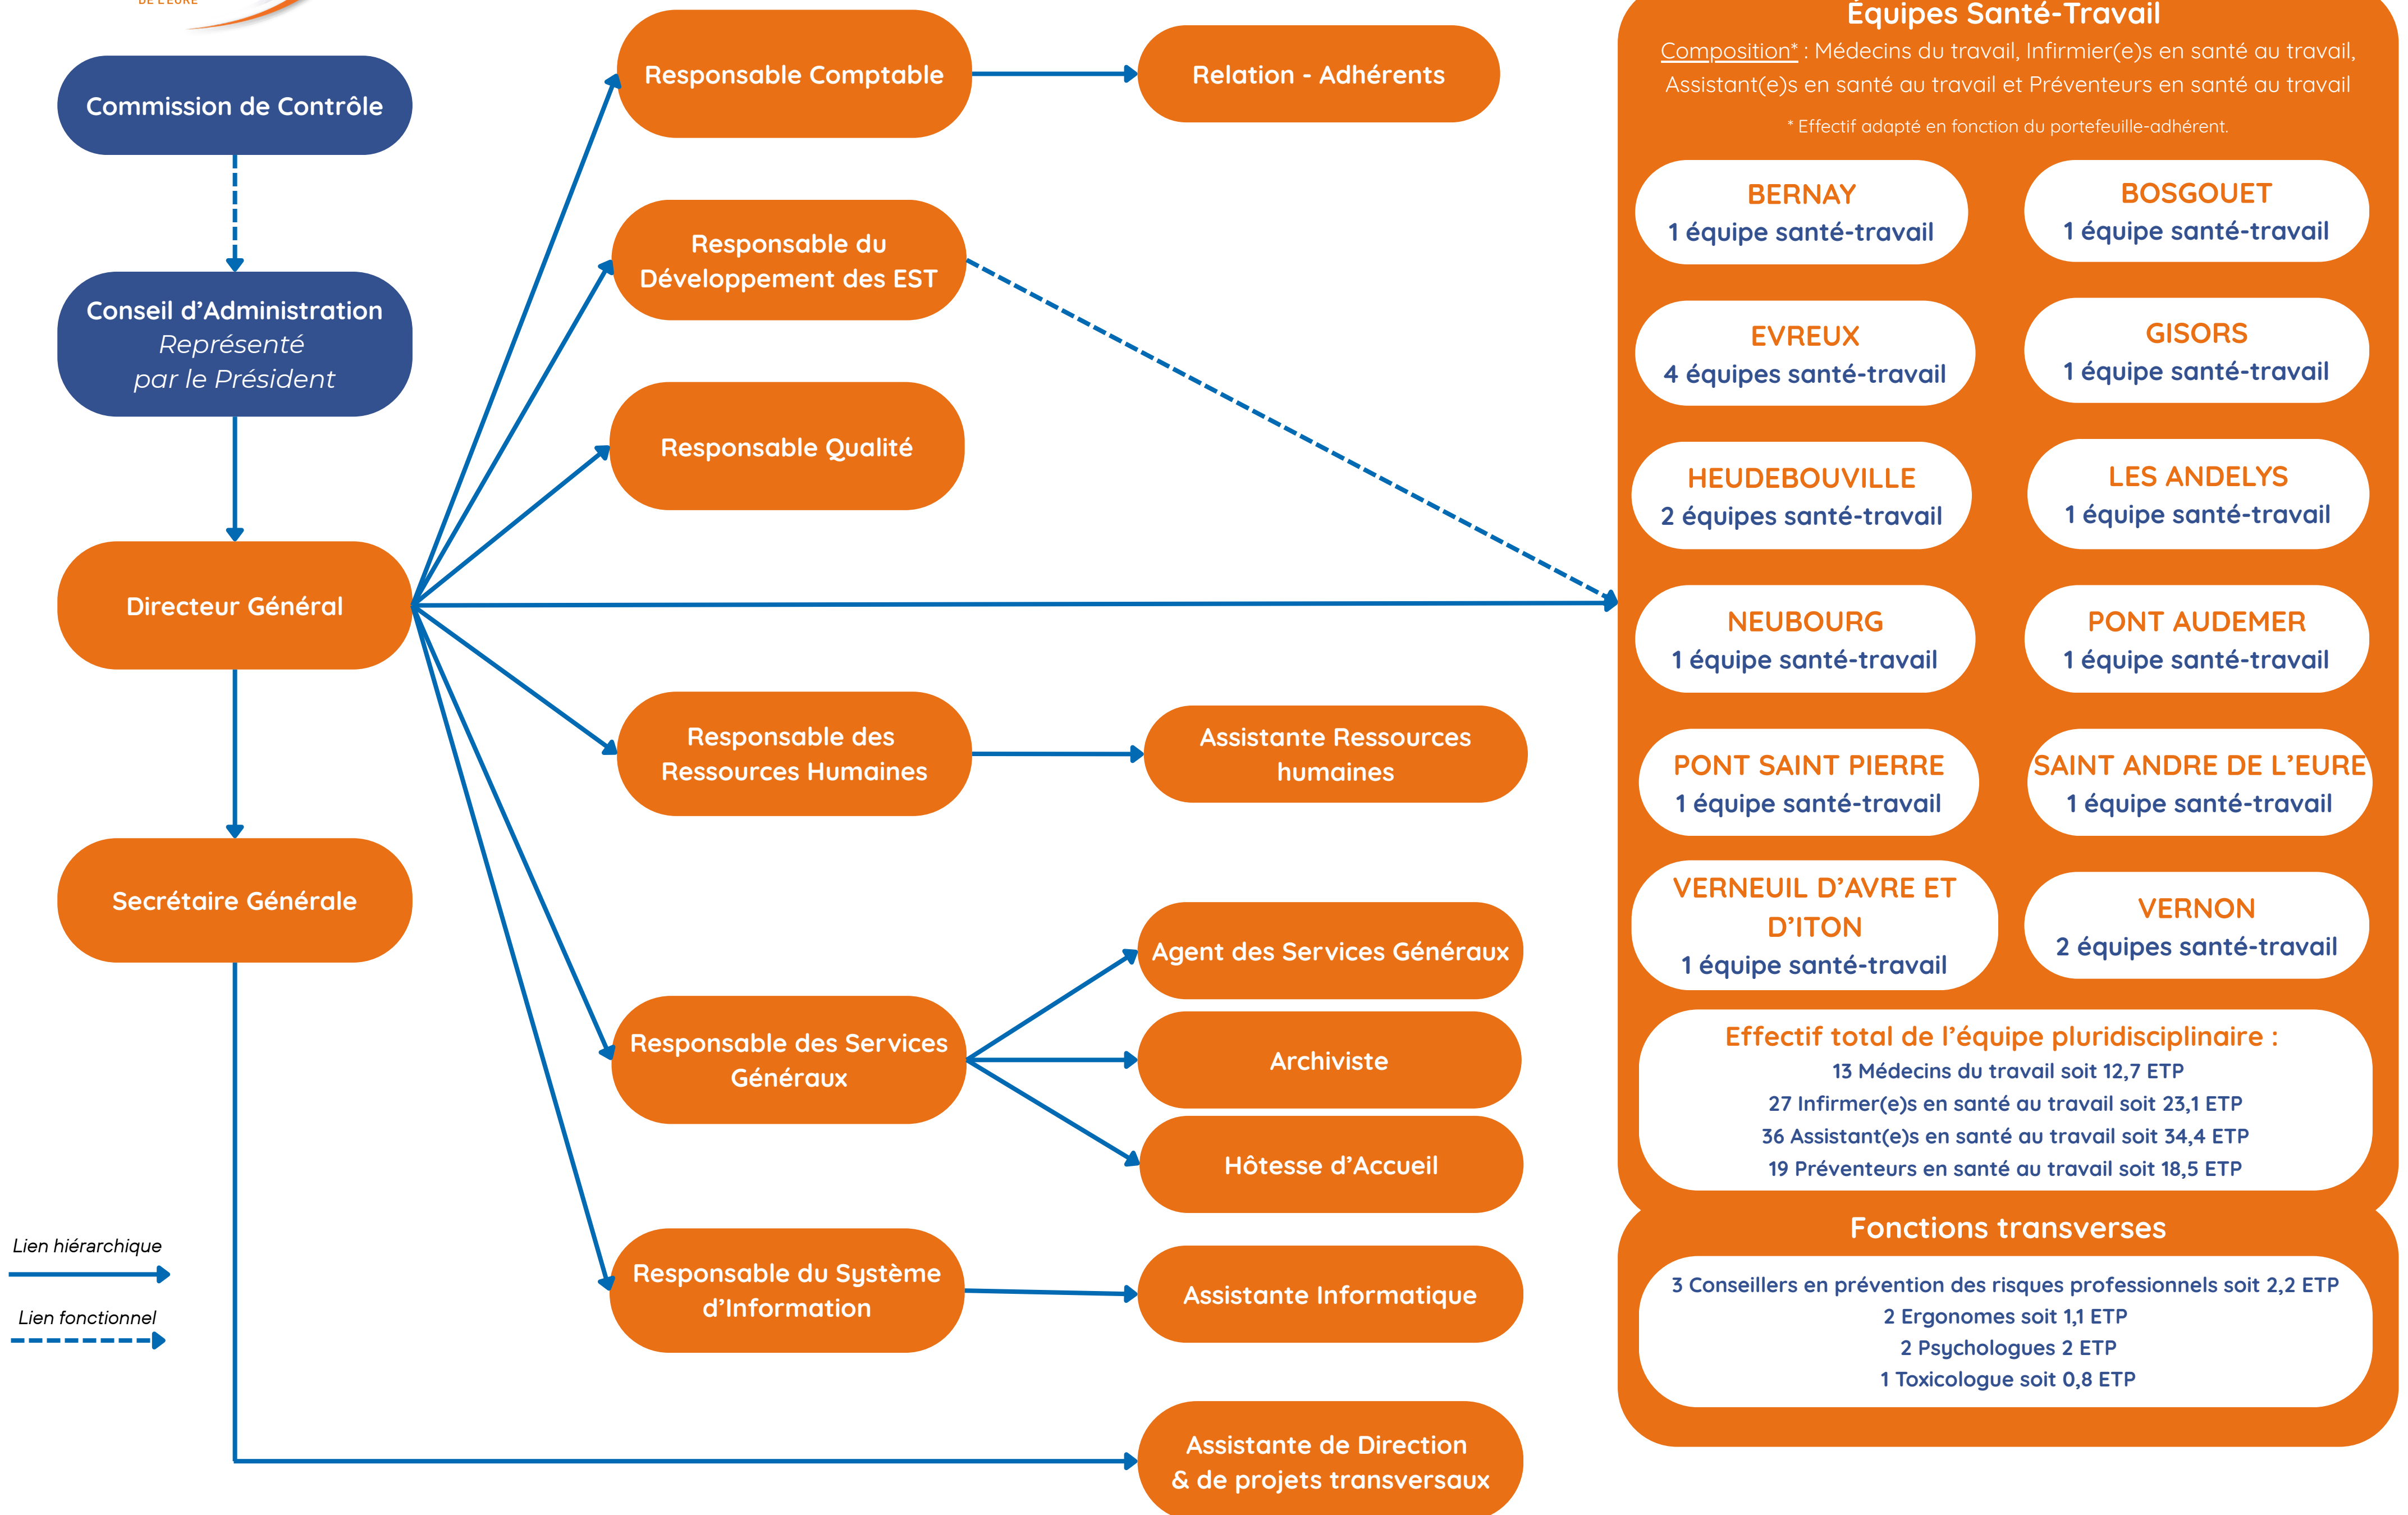 DE L'EURE
Commission de Contrôle
Conseil d’Administration
Représenté
par le Président
Directeur Général
Secrétaire Générale
Lien hiérarchique
Lien fonctionnel
Responsable Comptable
Relation - Adhérents
Responsable du
Développement des EST
Responsable Qualité
Responsable des
Ressources Humaines
Assistante Ressources
humaines
Responsable des Services
Généraux
Agent des Services Généraux
Archiviste
Hôtesse d’Accueil
Responsable du Système
d’Information
Assistante Informatique
Assistante de Direction
& de projets transversaux
Équipes Santé-Travail
Composition* : Médecins du travail, Infirmier(e)s en santé au travail,
Assistant(e)s en santé au travail et Préventeurs en santé au travail
* Effectif adapté en fonction du portefeuille-adhérent.
BERNAY
1 équipe santé-travail
BOSGOUET
1 équipe santé-travail
EVREUX
4 équipes santé-travail
GISORS
1 équipe santé-travail
HEUDEBOUVILLE
2 équipes santé-travail
LES ANDELYS
1 équipe santé-travail
NEUBOURG
1 équipe santé-travail
PONT AUDEMER
1 équipe santé-travail
PONT SAINT PIERRE
1 équipe santé-travail
SAINT ANDRE DE L’EURE
1 équipe santé-travail
VERNEUIL D’AVRE ET
D’ITON
1 équipe santé-travail
VERNON
2 équipes santé-travail
Effectif total de l’équipe pluridisciplinaire :
13 Médecins du travail soit 12,7 ETP
27 Infirmer(e)s en santé au travail soit 23,1 ETP
36 Assistant(e)s en santé au travail soit 34,4 ETP
19 Préventeurs en santé au travail soit 18,5 ETP
Fonctions transverses
3 Conseillers en prévention des risques professionnels soit 2,2 ETP
2 Ergonomes soit 1,1 ETP
2 Psychologues 2 ETP
1 Toxicologue soit 0,8 ETP